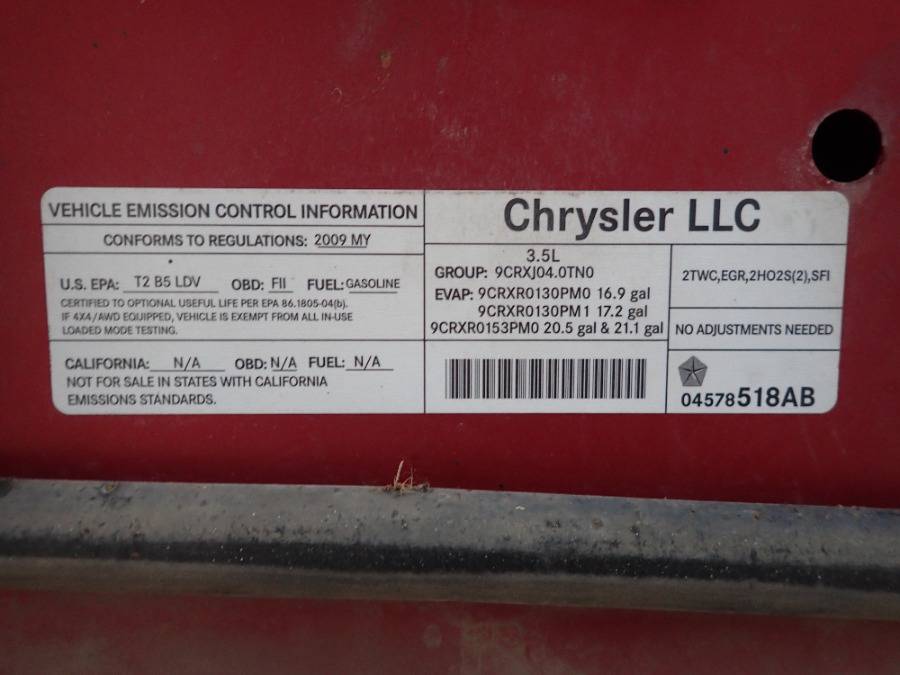 VEHICLE EMISSION CONTROL INFORMATION
CONFORMS TO REGULATIONS: 2009 MY
U.S. EPA: T2 B5 LDV OBD: FII FUEL: GASOLINE
CERTIFIED TO OPTIONAL USEFUL LIFE PER EPA 86.1805-04(b).
IF 4X4/AWD EQUIPPED, VEHICLE IS EXEMPT FROM ALL IN-USE
LOADED MODE TESTING.
CALIFORNIA: N/A OBD: N/A FUEL: N/A
NOT FOR SALE IN STATES WITH CALIFORNIA
EMISSIONS STANDARDS.
Chrysler LLC
3.5L
GROUP: 9CRXJ04.0TN0
EVAP: 9CRXR0130PM0 16.9 gal
9CRXR0130PM1 17.2 gal
9CRXR0153PM0 20.5 gal & 21.1 gal
2TWC,EGR,2HO2S(2),SFI
NO ADJUSTMENTS NEEDED
04578518AB